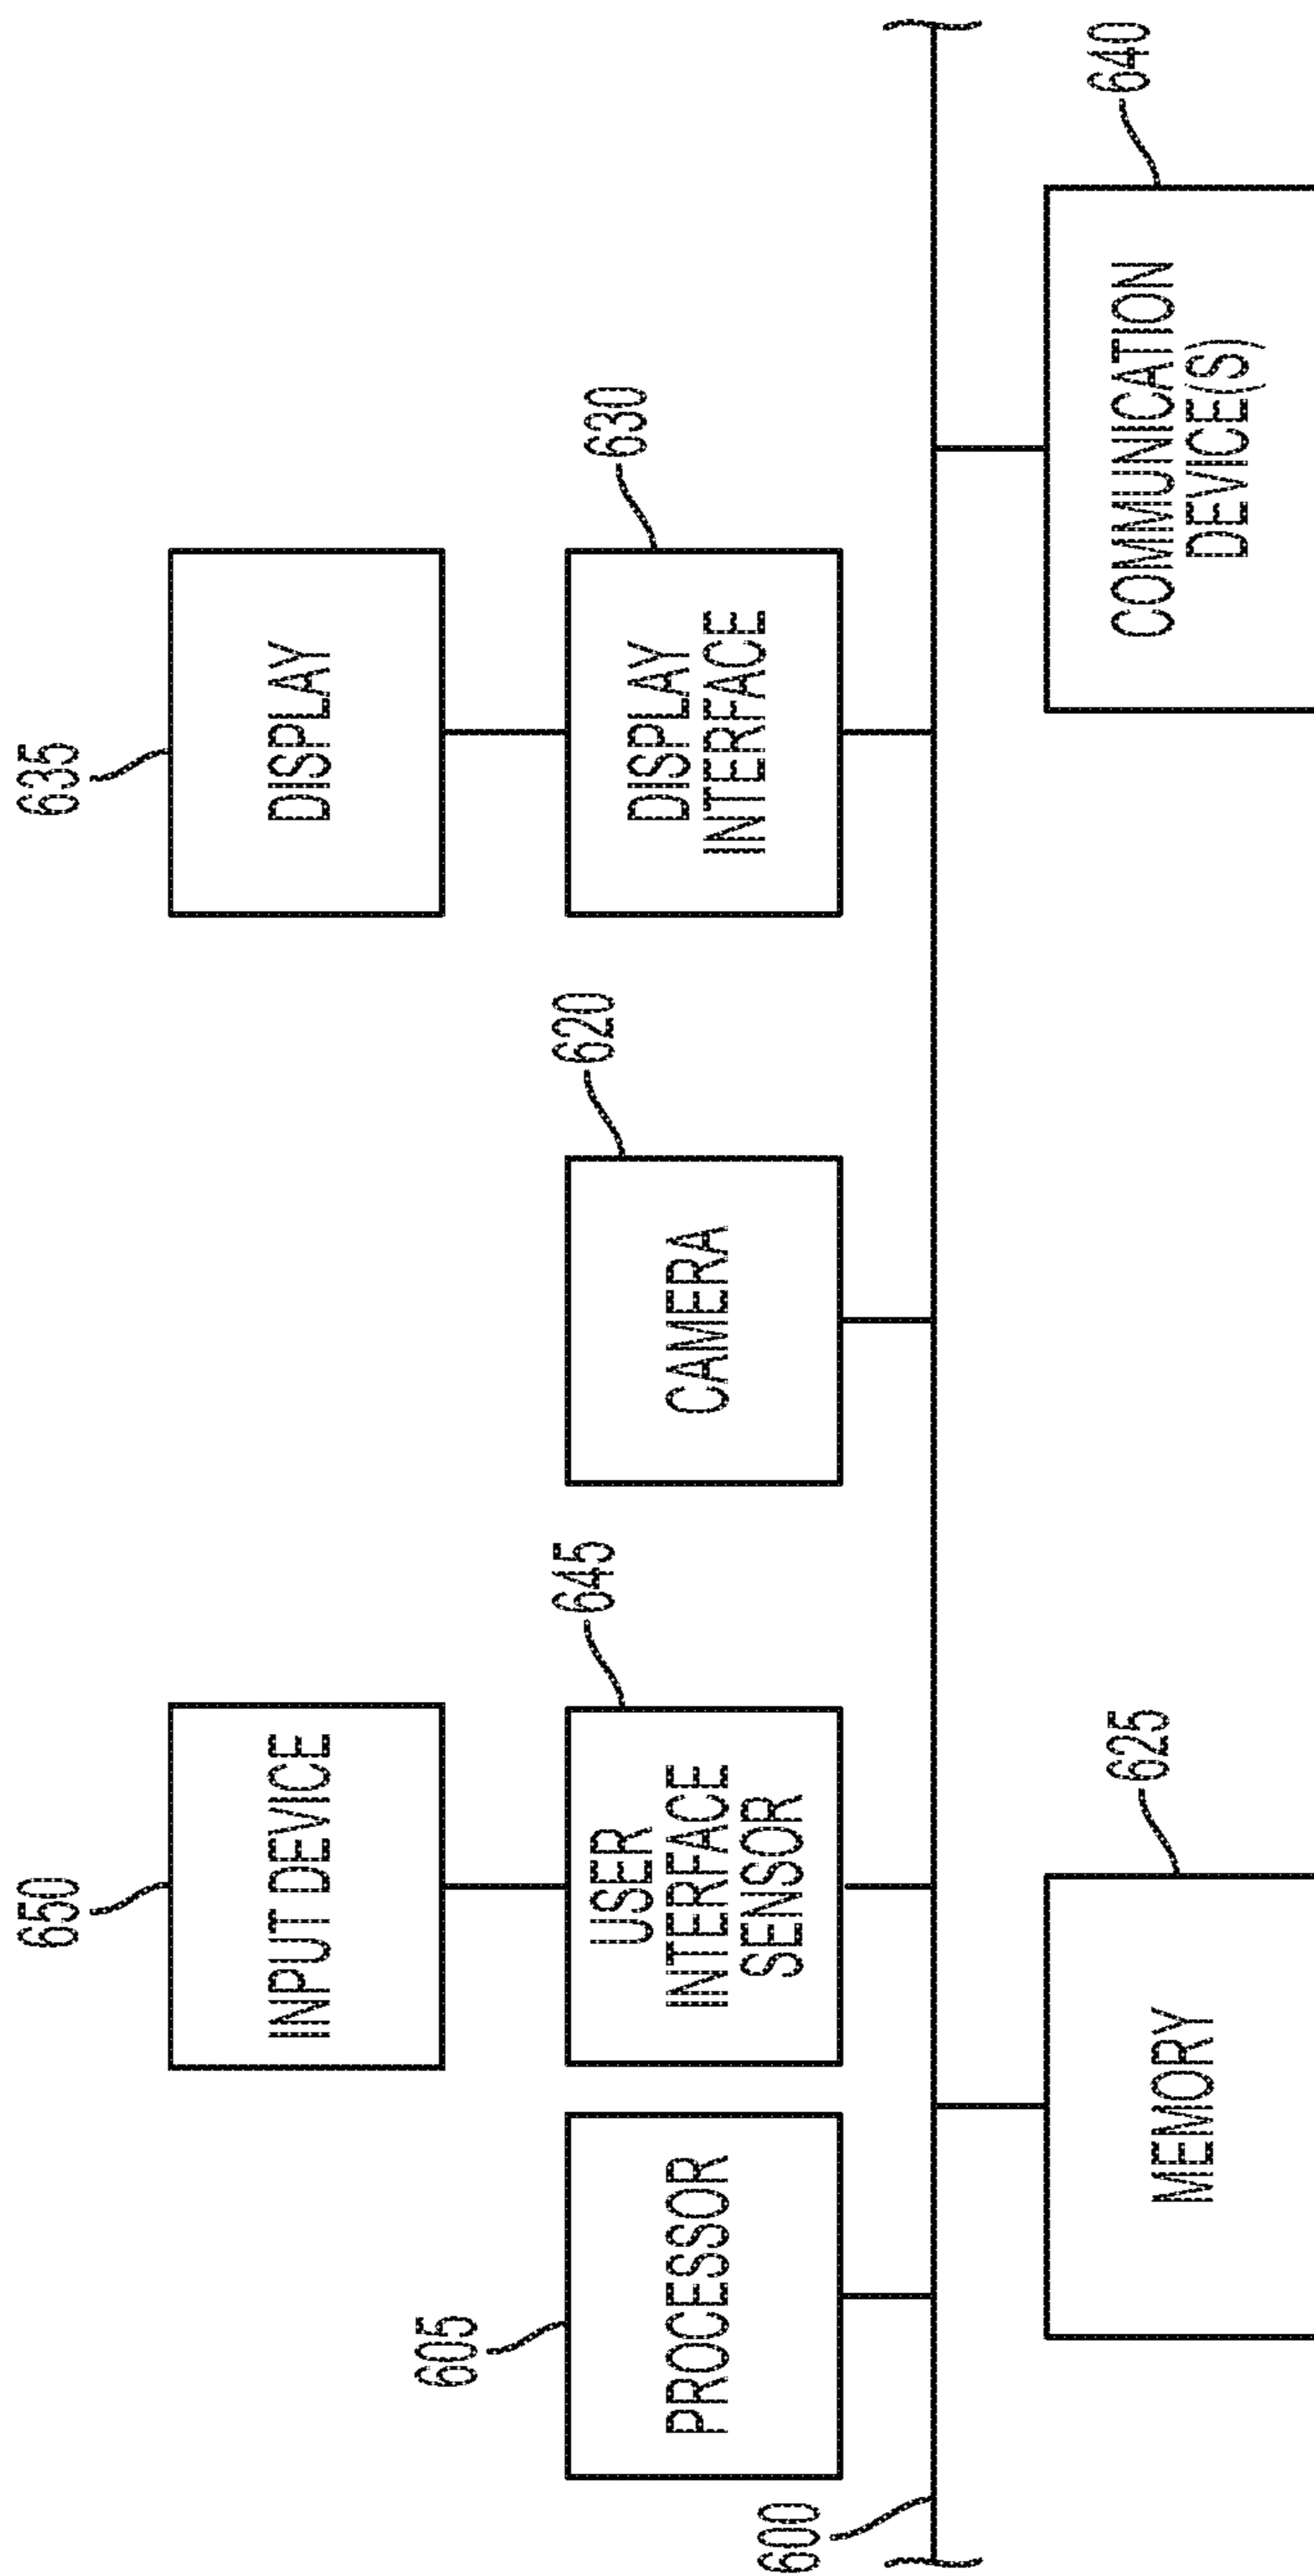 650
635
INPUT DEVICE
DISPLAY
605
645
620
630
PROCESSOR
USER
INTERFACE
SENSOR
CAMERA
DISPLAY
INTERFACE
600
625
640
MEMORY
COMMUNICATION
DEVICE(S)